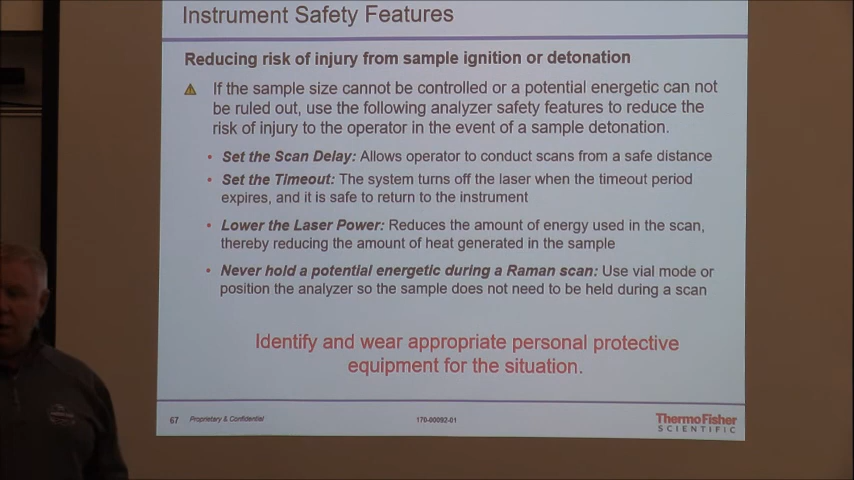 Instrument Safety Features
Reducing risk of injury from sample ignition or detonation
If the sample size cannot be controlled or a potential energetic can not
be ruled out, use the following analyzer safety features to reduce the
risk of injury to the operator in the event of a sample detonation.
• Set the Scan Delay: Allows operator to conduct scans from a safe distance
• Set the Timeout: The system turns off the laser when the timeout period
expires, and it is safe to return to the instrument
• Lower the Laser Power: Reduces the amount of energy used in the scan,
thereby reducing the amount of heat generated in the sample
• Never hold a potential energetic during a Raman scan: Use vial mode or
position the analyzer so the sample does not need to be held during a scan
Identify and wear appropriate personal protective
equipment for the situation.
67 Proprietary & Confidential 170-00092-01 ThermoFisher
SCIENTIFIC